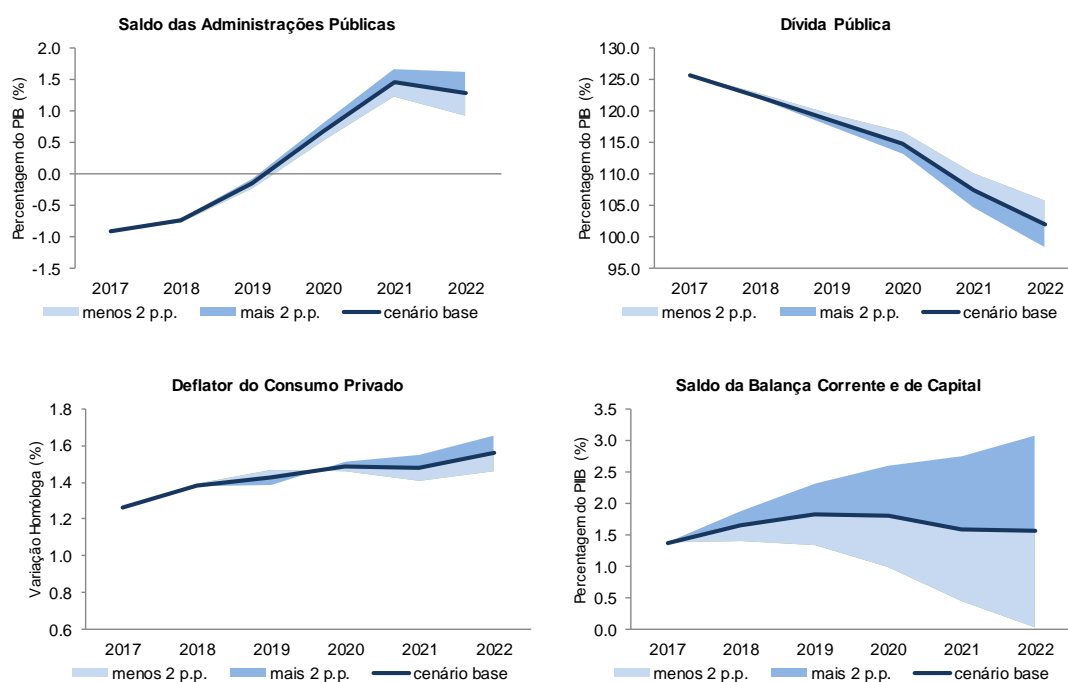 Saldo das Administrações Públicas
Percentagem do PIB (%)
2.0
1.5
1.0
0.5
0.0
-0.5
-1.0
-1.5
2017 2018 2019 2020 2021 2022
menos 2 p.p. mais 2 p.p. cenário base
Dívida Pública
Percentagem do PIB (%)
130.0
125.0
120.0
115.0
110.0
105.0
100.0
95.0
2017 2018 2019 2020 2021 2022
menos 2 p.p. mais 2 p.p. cenário base
Deflator do Consumo Privado
Variação Homóloga (%)
1.8
1.6
1.4
1.2
1.0
0.8
0.6
2017 2018 2019 2020 2021 2022
menos 2 p.p. mais 2 p.p. cenário base
Saldo da Balança Corrente e de Capital
Percentagem do PIB (%)
3.5
3.0
2.5
2.0
1.5
1.0
0.5
0.0
2017 2018 2019 2020 2021 2022
menos 2 p.p. mais 2 p.p. cenário base